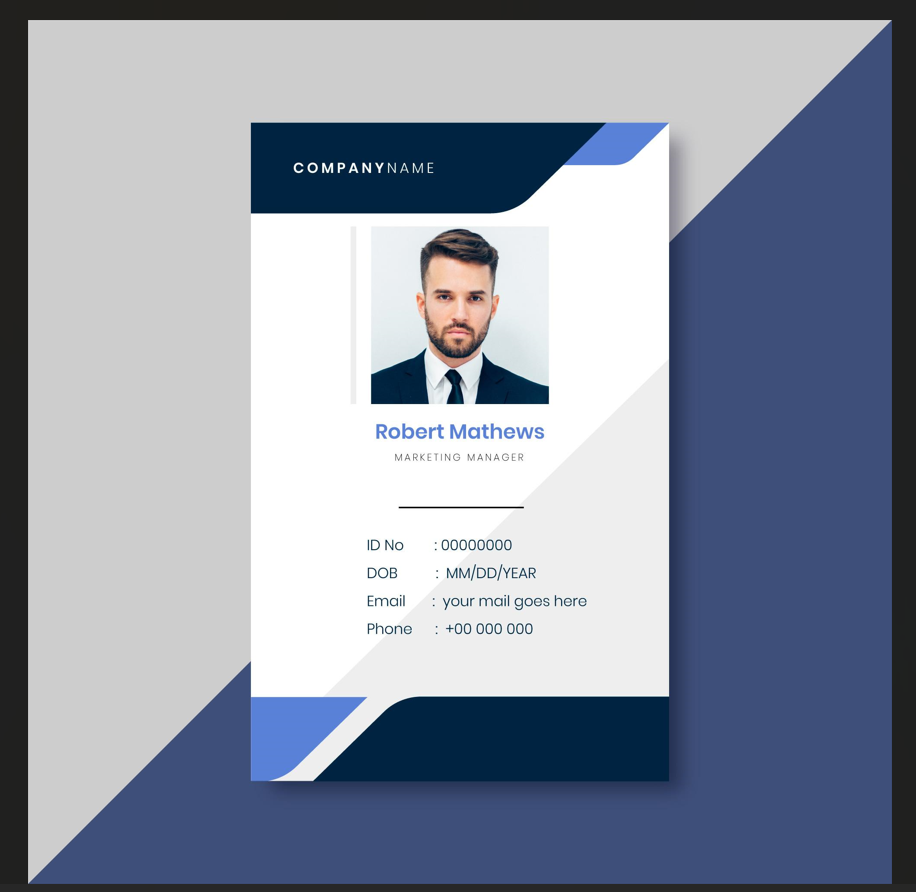 COMPANYNAME
Robert Mathews
MARKETING MANAGER
ID No : 00000000
DOB : MM/DD/YEAR
Email : your mail goes here
Phone : +00 000 000